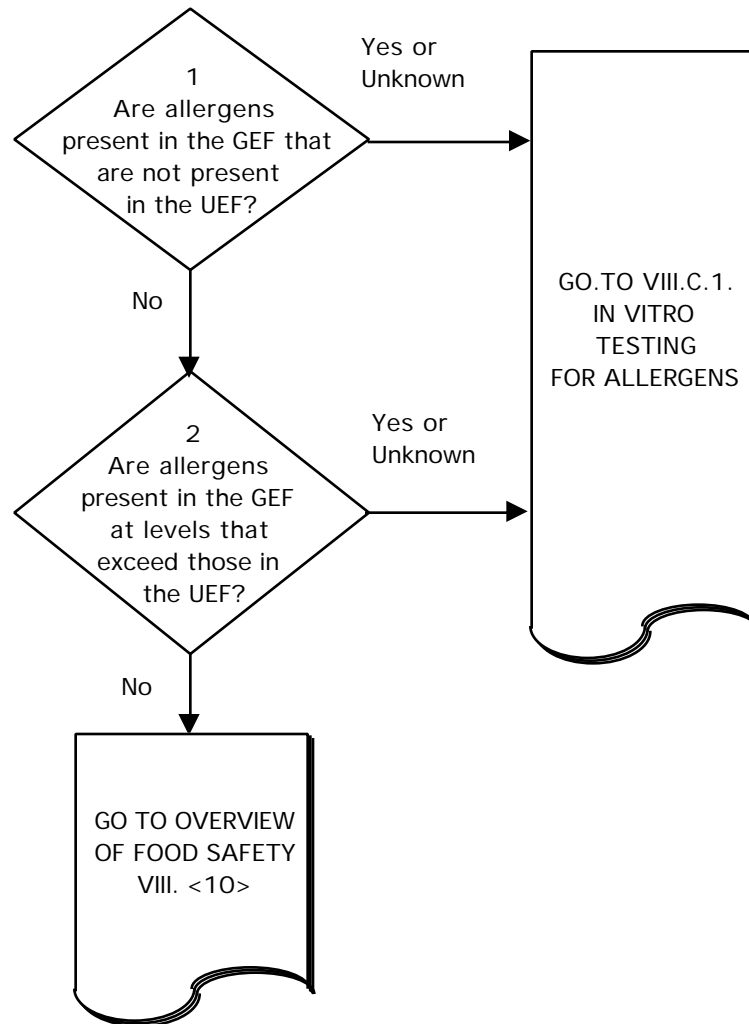 1
Are allergens
present in the GEF that
are not present
in the UEF?
Yes or
Unknown
No
GO.TO VIII.C.1.
IN VITRO
TESTING
FOR ALLERGENS
2
Are allergens
present in the GEF
at levels that
exceed those in
the UEF?
Yes or
Unknown
No
GO TO OVERVIEW
OF FOOD SAFETY
VIII. <10>